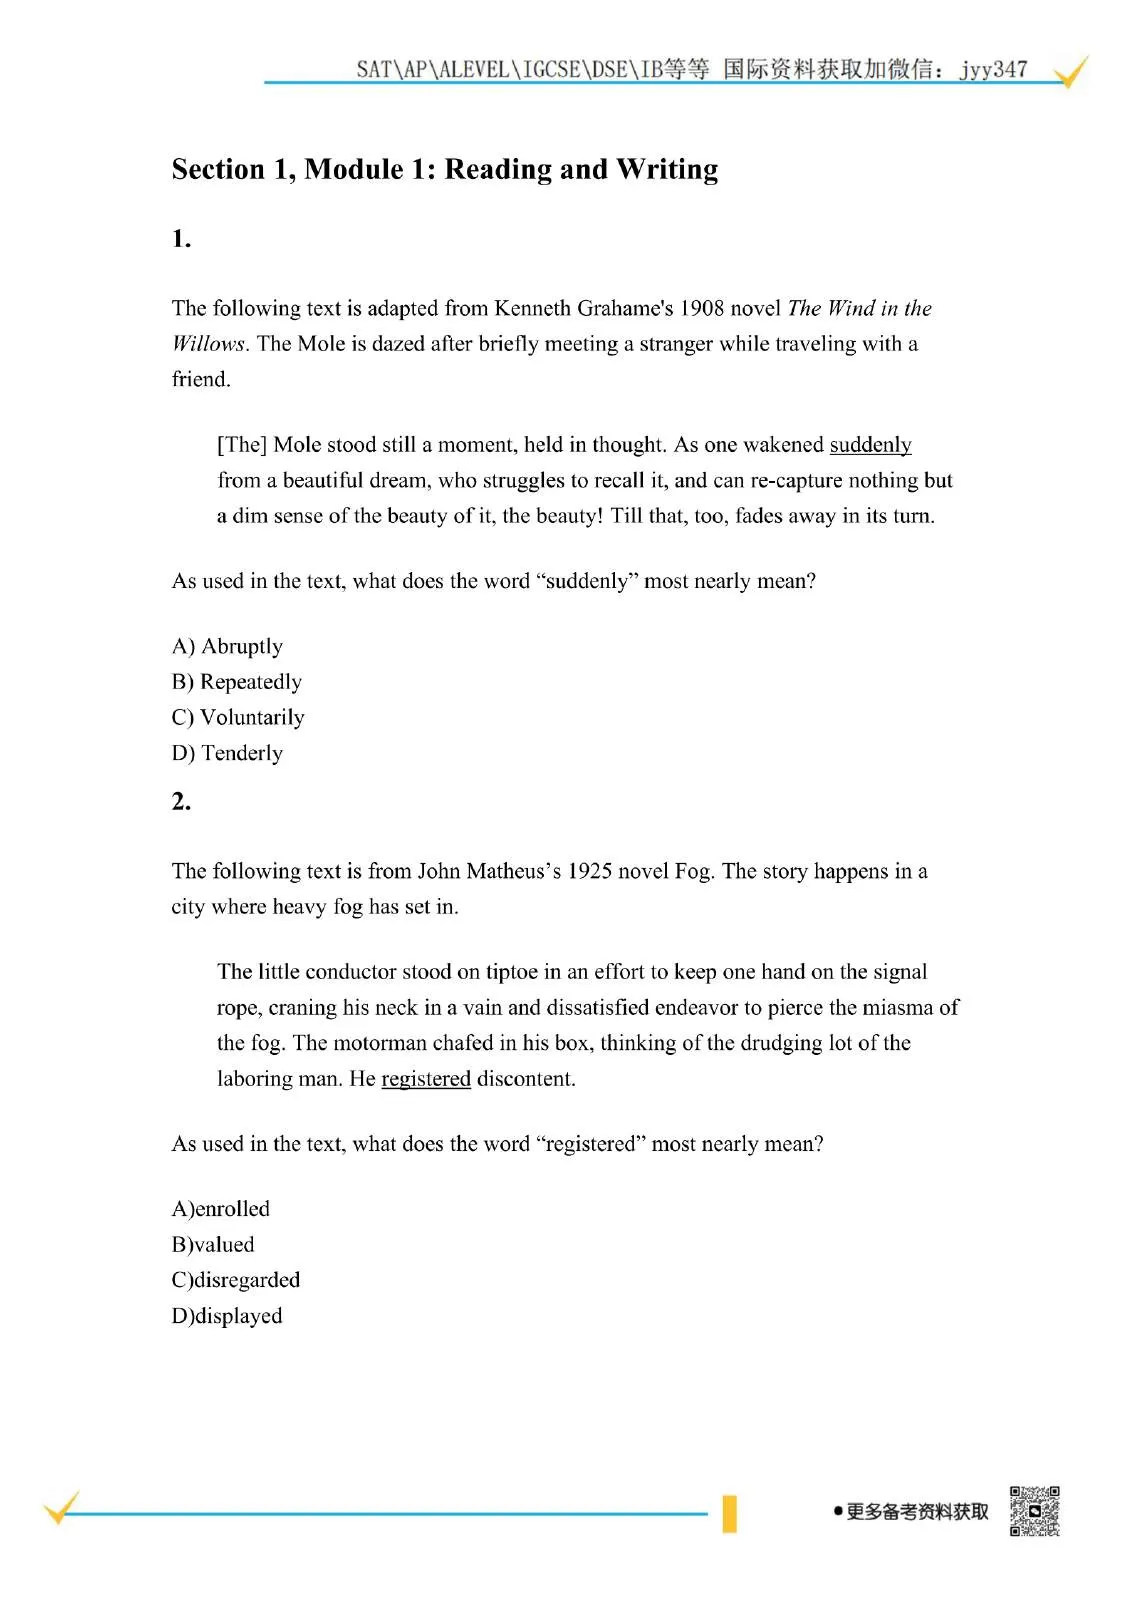 SAT\AP\ALEVEL\IGCSE\DSE\IB等等 国际资料获取加微信：jyy347
Section 1, Module 1: Reading and Writing
1.
The following text is adapted from Kenneth Grahame's 1908 novel The Wind in the
Willows. The Mole is dazed after briefly meeting a stranger while traveling with a
friend.
[The] Mole stood still a moment, held in thought. As one wakened suddenly
from a beautiful dream, who struggles to recall it, and can re-capture nothing but
a dim sense of the beauty of it, the beauty! Till that, too, fades away in its turn.
As used in the text, what does the word “suddenly” most nearly mean?
A) Abruptly
B) Repeatedly
C) Voluntarily
D) Tenderly
2.
The following text is from John Matheus’s 1925 novel Fog. The story happens in a
city where heavy fog has set in.
The little conductor stood on tiptoe in an effort to keep one hand on the signal
rope, craning his neck in a vain and dissatisfied endeavor to pierce the miasma of
the fog. The motorman chafed in his box, thinking of the drudging lot of the
laboring man. He registered discontent.
As used in the text, what does the word “registered” most nearly mean?
A)enrolled
B)valued
C)disregarded
D)displayed
•更多备考资料获取